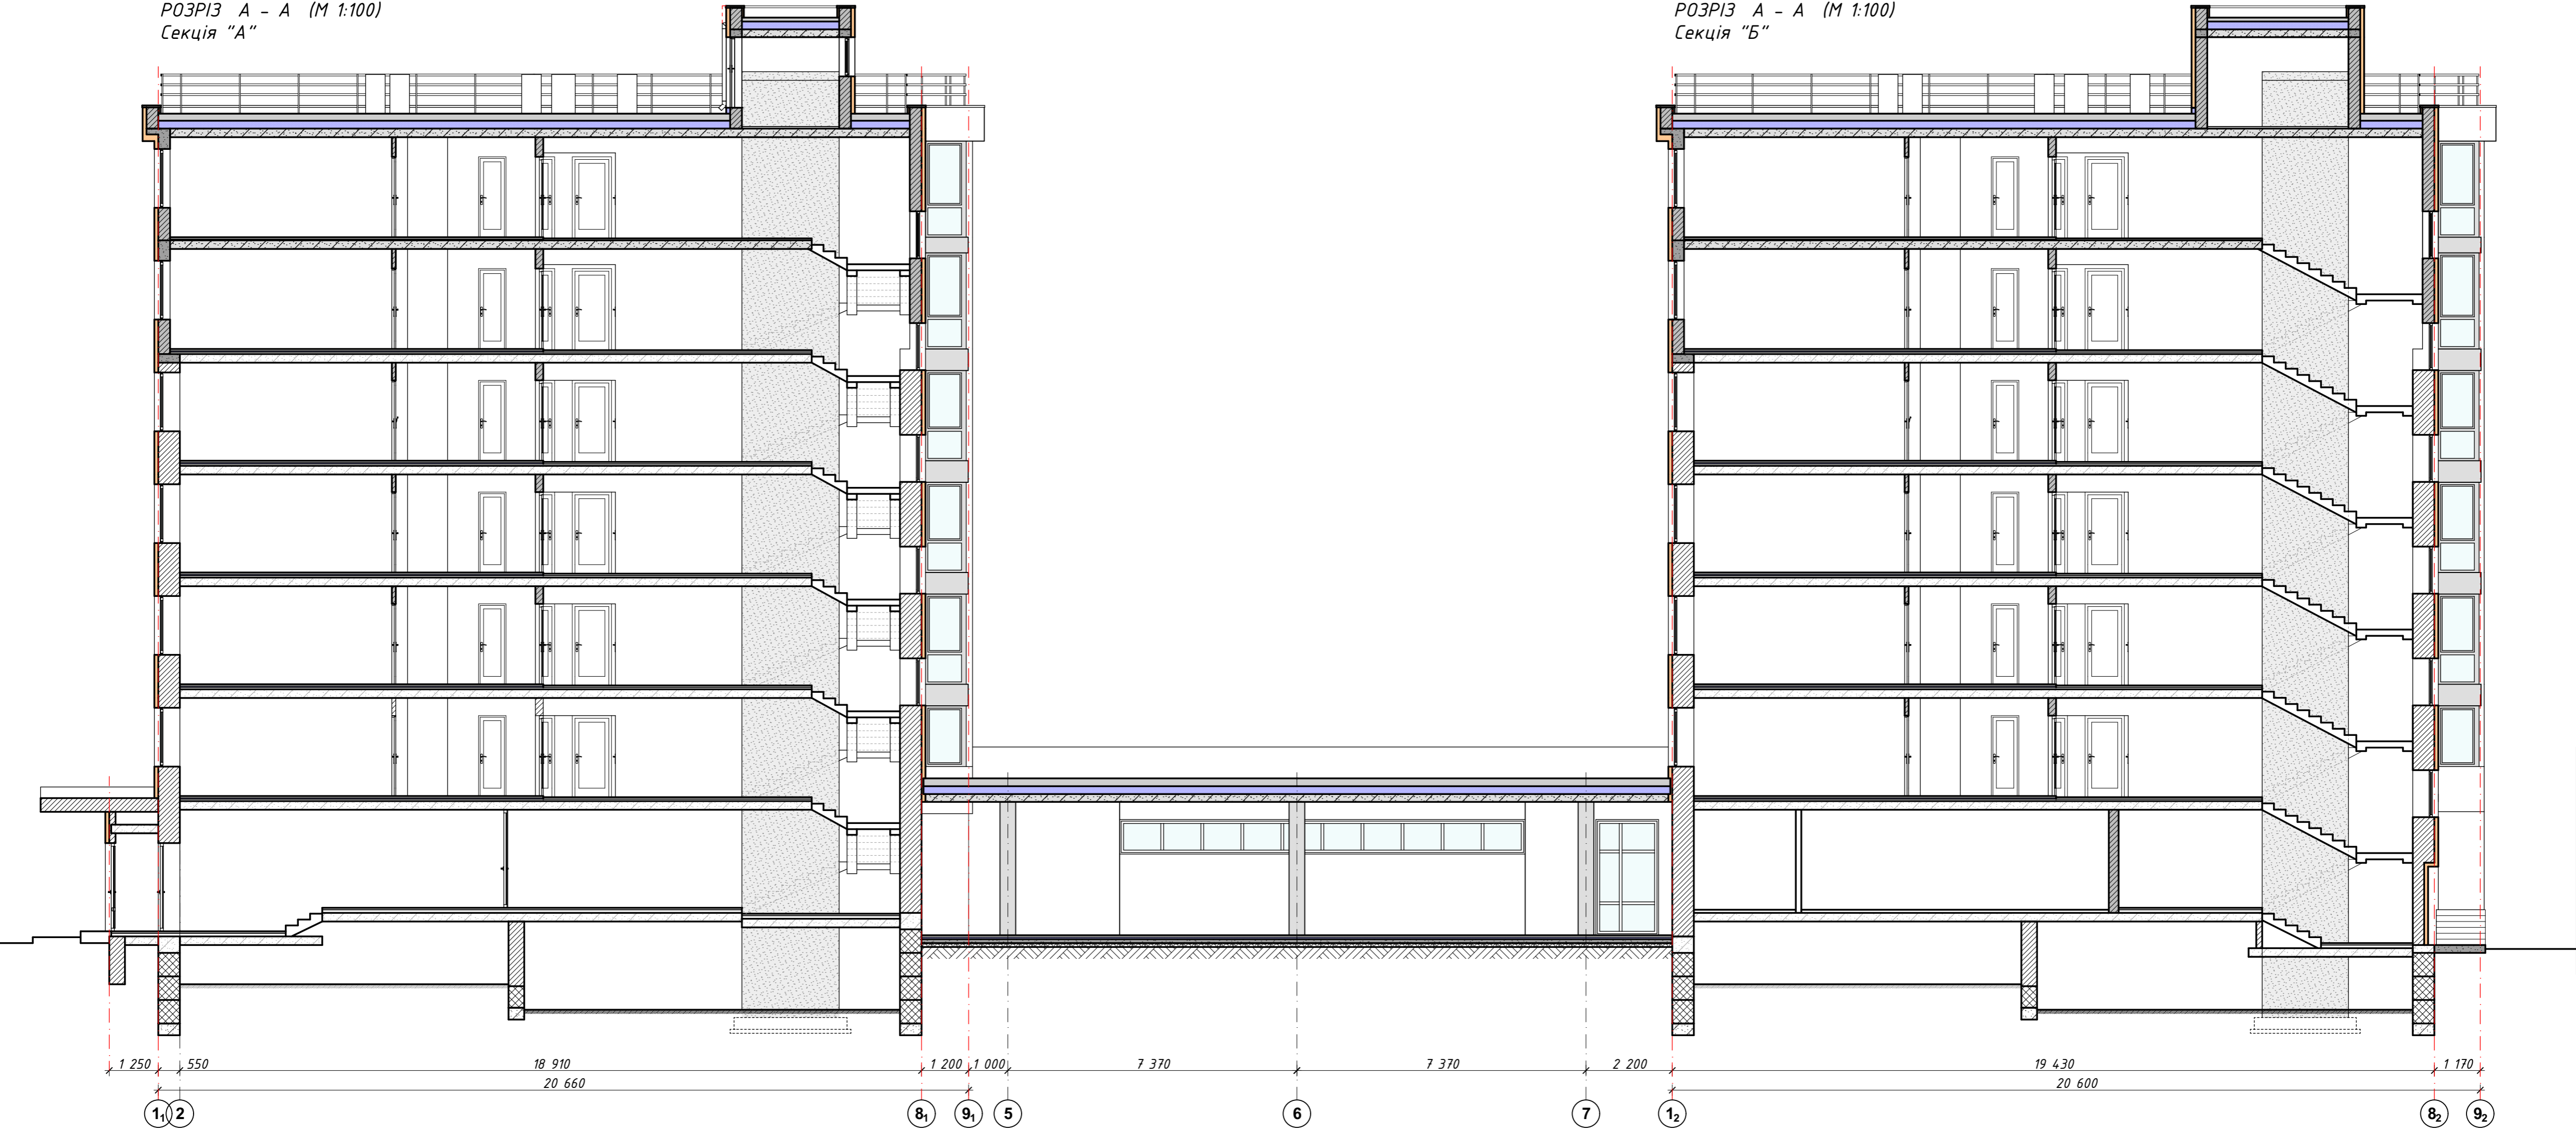 РОЗРІЗ А - А (М 1:100)
Секція "А"
РОЗРІЗ А - А (М 1:100)
Секція "Б"
1 250 550 18 910 1 200 1 000 7 370 7 370 2 200 19 430 1 170
20 660 20 600
1₁ 2 8₁ 9₁ 5 6 7 1₂ 8₂ 9₂